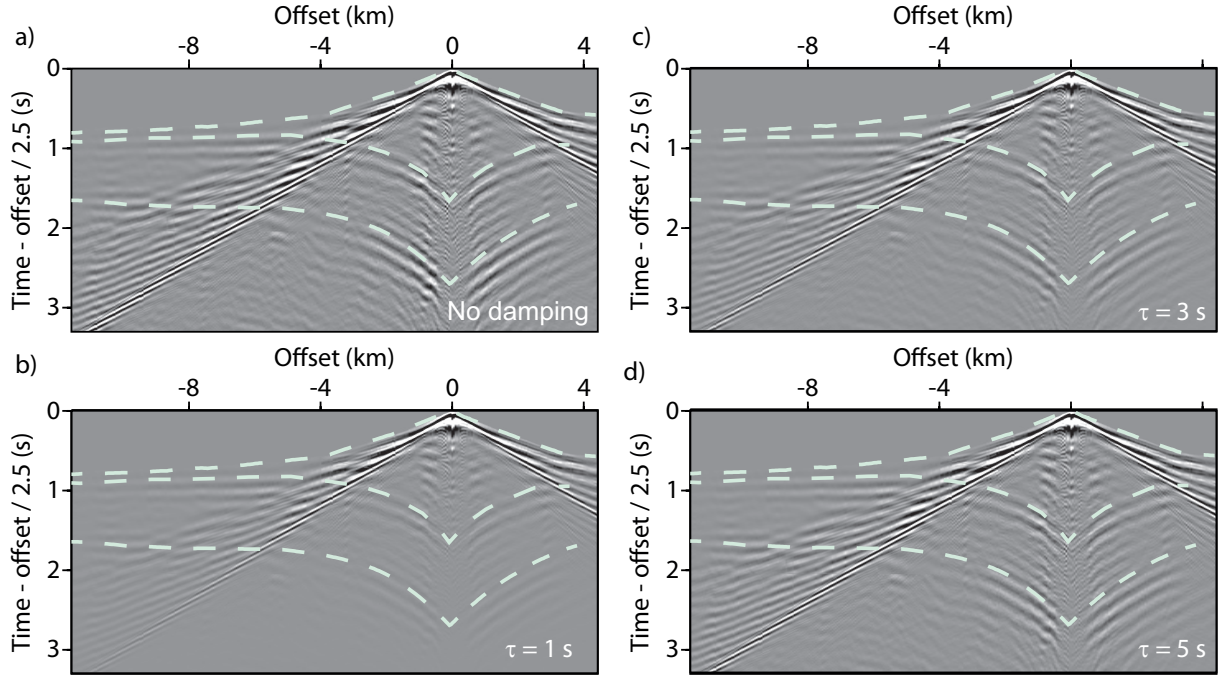 a)
Offset (km)
-8 -4 0 4
Time - offset / 2.5 (s)
0
1
2
3
No damping
c)
Offset (km)
-8 -4 0 4
Time - offset / 2.5 (s)
0
1
2
3
τ = 3 s
b)
Offset (km)
-8 -4 0 4
Time - offset / 2.5 (s)
0
1
2
3
τ = 1 s
d)
Offset (km)
-8 -4 0 4
Time - offset / 2.5 (s)
0
1
2
3
τ = 5 s